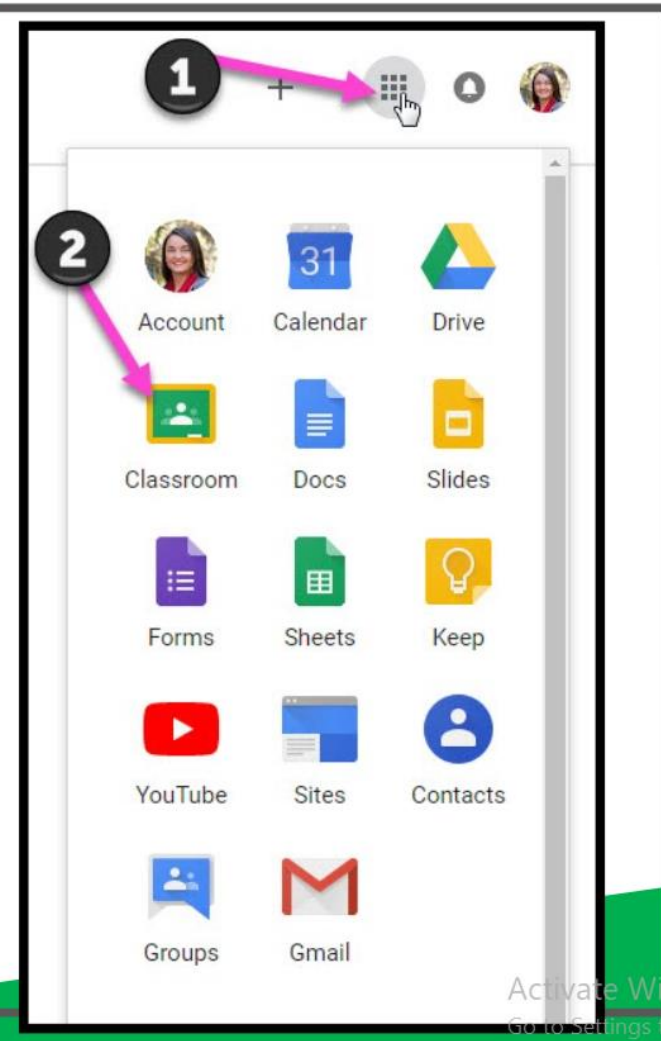 1
2
31
Account Calendar Drive
Classroom Docs Slides
Forms Sheets Keep
YouTube Sites Contacts
Groups Gmail
Activate Wi
Go to Settings t